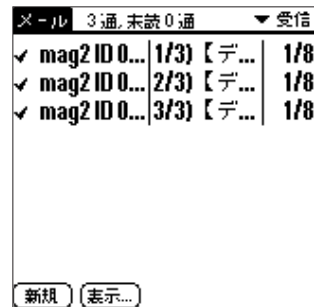 メール 3通, 未読0通 ▼ 受信
✔ mag2 ID 0... 1/3) 【デ... 1/8
✔ mag2 ID 0... 2/3) 【デ... 1/8
✔ mag2 ID 0... 3/3) 【デ... 1/8
新規 表示...